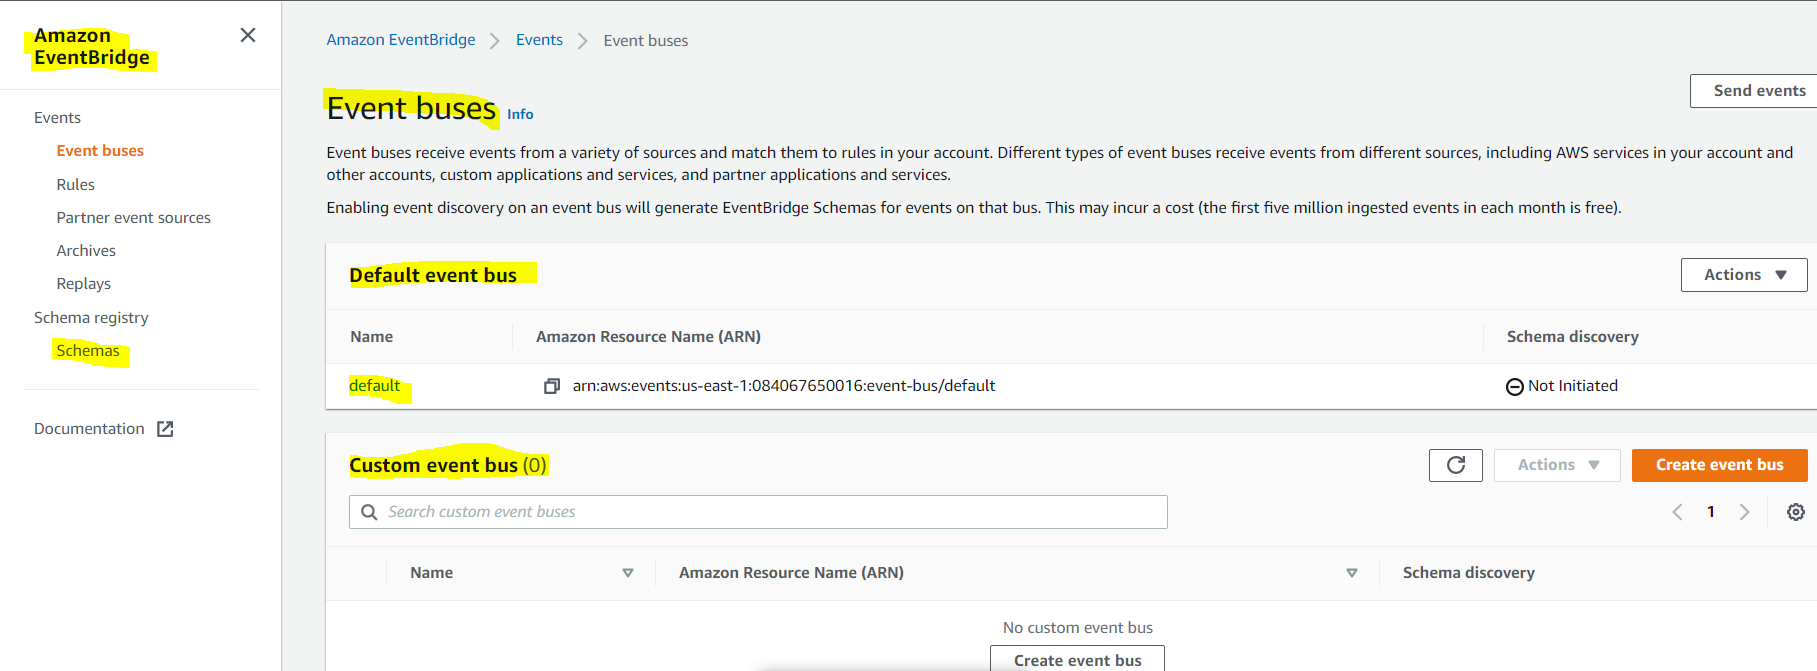 Amazon
EventBridge
Events
Event buses
Rules
Partner event sources
Archives
Replays
Schema registry
Schemas
Documentation
Amazon EventBridge > Events > Event buses
Event buses Info
Send events
Event buses receive events from a variety of sources and match them to rules in your account. Different types of event buses receive events from different sources, including AWS services in your account and
other accounts, custom applications and services, and partner applications and services.
Enabling event discovery on an event bus will generate EventBridge Schemas for events on that bus. This may incur a cost (the first five million ingested events in each month is free).
Default event bus
Actions
Name Amazon Resource Name (ARN) Schema discovery
default arn:aws:events:us-east-1:084067650016:event-bus/default Not Initiated
Custom event bus (0)
Actions Create event bus
Search custom event buses
1
Name Amazon Resource Name (ARN) Schema discovery
No custom event bus
Create event bus